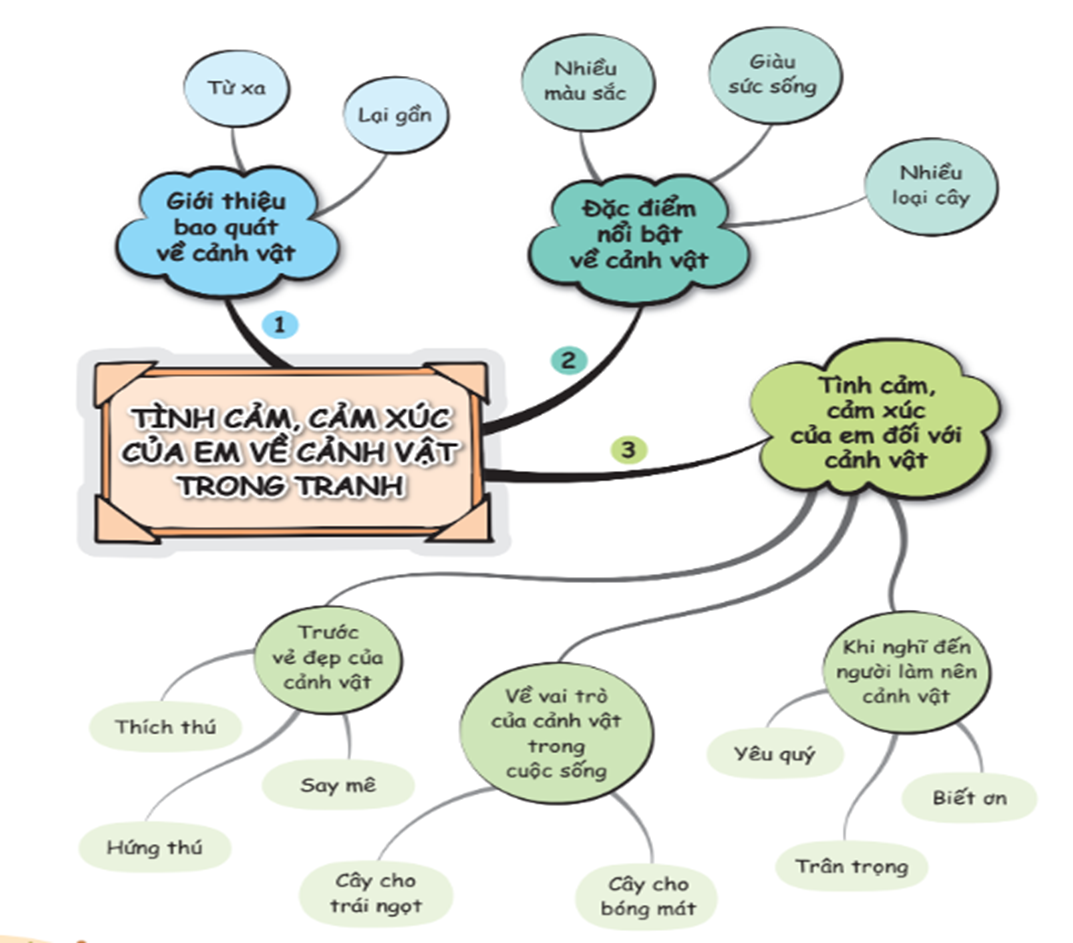 Từ xa
Lại gần
Giới thiệu
bao quát
về cảnh vật
1
Nhiều
màu sắc
Giàu
sức sống
Nhiều
loại cây
Đặc điểm
nổi bật
về cảnh vật
2
TÌNH CẢM, CẢM XÚC
CỦA EM VỀ CẢNH VẬT
TRONG TRANH
3
Tình cảm,
cảm xúc
của em đối với
cảnh vật
Trước
vẻ đẹp của
cảnh vật
Thích thú
Say mê
Hứng thú
Về vai trò
của cảnh vật
trong
cuộc sống
Cây cho
trái ngọt
Cây cho
bóng mát
Khi nghĩ đến
người làm nên
cảnh vật
Yêu quý
Biết ơn
Trân trọng